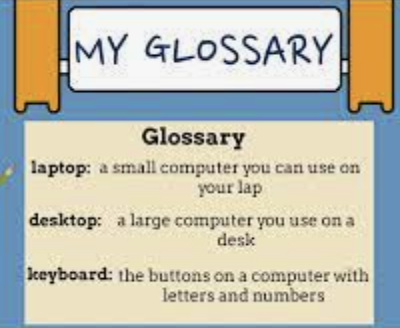 MY GLOSSARY
Glossary
laptop: a small computer you can use on
your lap
desktop: a large computer you use on a
desk
keyboard: the buttons on a computer with
letters and numbers